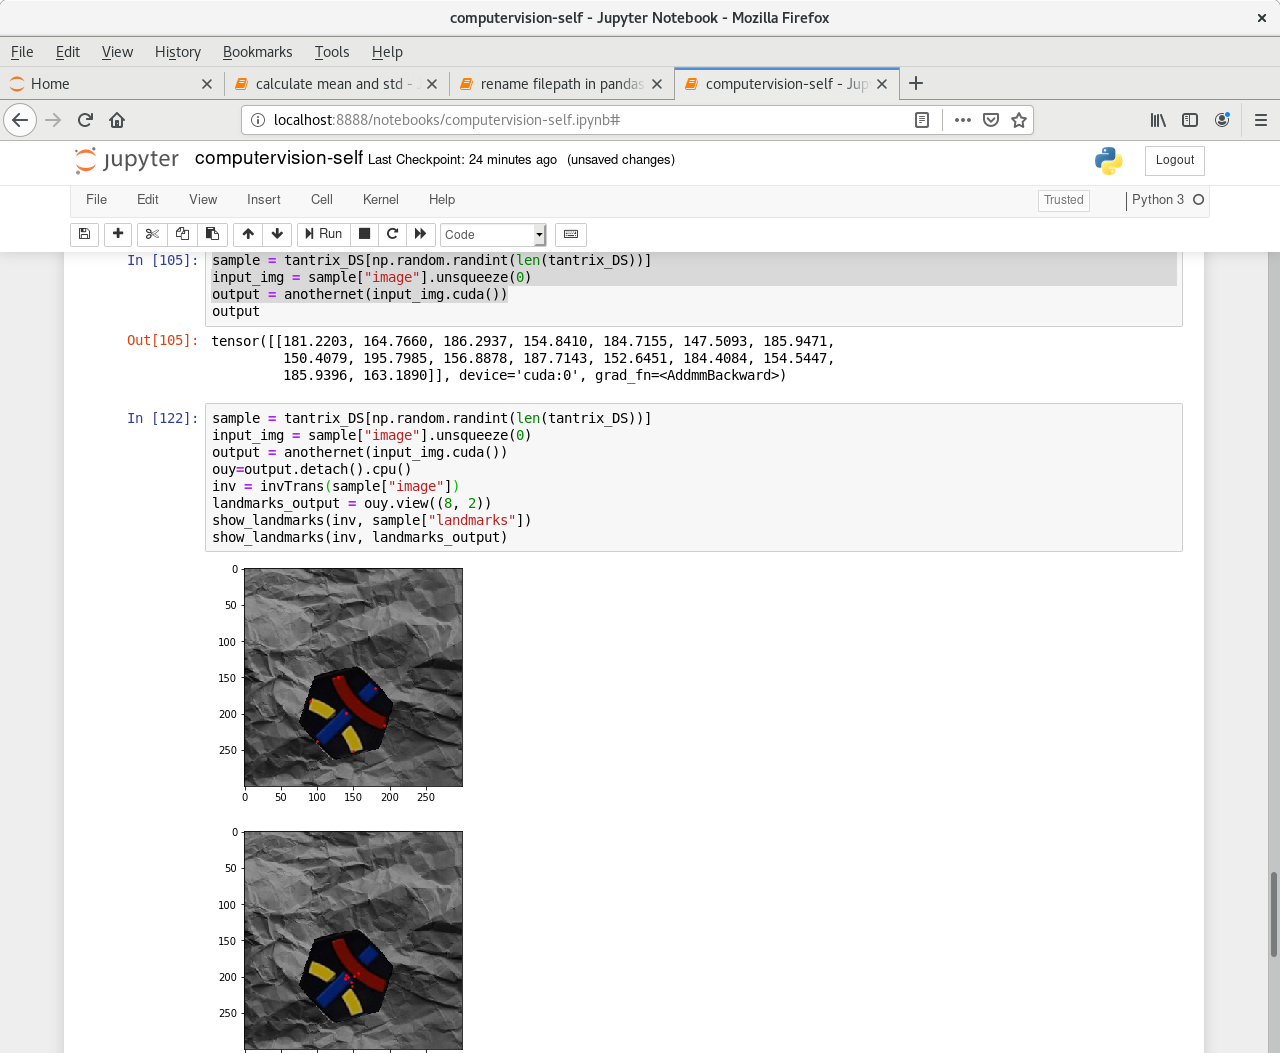 computervision-self - Jupyter Notebook - Mozilla Firefox
File Edit View History Bookmarks Tools Help
Home
calculate mean and std -
rename filepath in pandas
computervision-self - Jup
localhost:8888/notebooks/computervision-self.ipynb#
jupyter computervision-self Last Checkpoint: 24 minutes ago (unsaved changes)
Logout
File Edit View Insert Cell Kernel Help
Trusted
Python 3
Run
Code
In [105]: sample = tantrix_DS[np.random.randint(len(tantrix_DS))]
input_img = sample["image"].unsqueeze(0)
output = anothernet(input_img.cuda())
output
Out[105]: tensor([[181.2203, 164.7660, 186.2937, 154.8410, 184.7155, 147.5093, 185.9471,
150.4079, 195.7985, 156.8878, 187.7143, 152.6451, 184.4084, 154.5447,
185.9396, 163.1890]], device='cuda:0', grad_fn=<AddmmBackward>)
In [122]: sample = tantrix_DS[np.random.randint(len(tantrix_DS))]
input_img = sample["image"].unsqueeze(0)
output = anothernet(input_img.cuda())
ouy=output.detach().cpu()
inv = invTrans(sample["image"])
landmarks_output = ouy.view((8, 2))
show_landmarks(inv, sample["landmarks"])
show_landmarks(inv, landmarks_output)
0
50
100
150
200
250
0 50 100 150 200 250
0
50
100
150
200
250